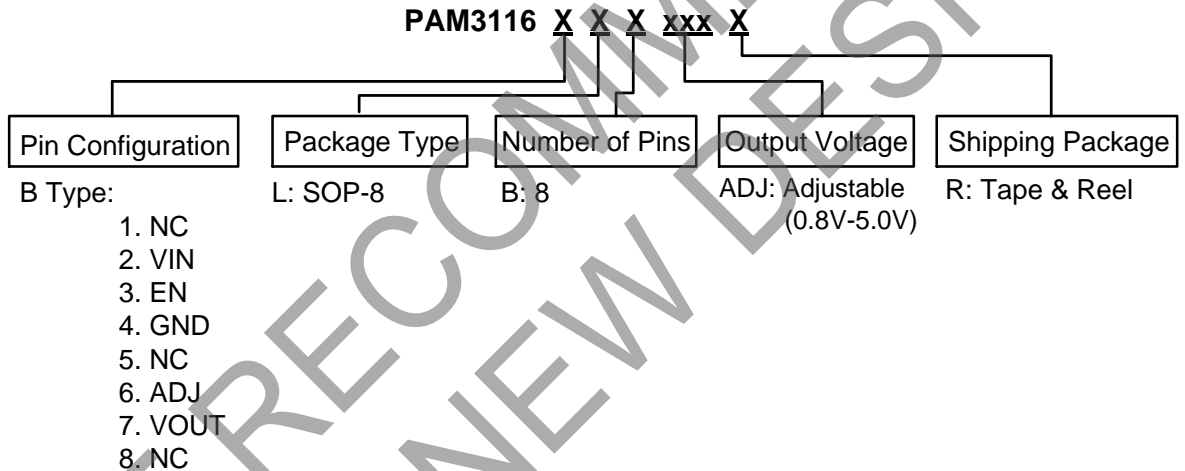 PAM3116 X X X xxx X
Pin Configuration
Package Type
Number of Pins
Output Voltage
Shipping Package
B Type:
1. NC
2. VIN
3. EN
4. GND
5. NC
6. ADJ
7. VOUT
8. NC
L: SOP-8
B: 8
ADJ: Adjustable
(0.8V-5.0V)
R: Tape & Reel
NEW